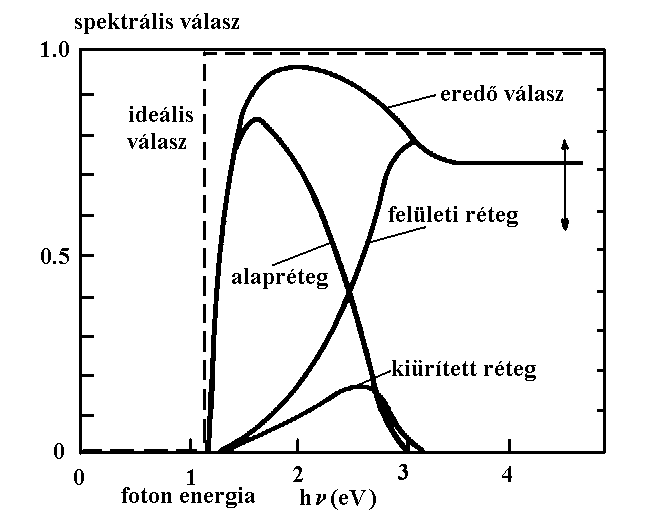 spektrális válasz
1.0
ideális
válasz
eredő válasz
felületi réteg
0.5
alapréteg
kiürített réteg
0
0 1 2 3 4
foton energia hν (eV)